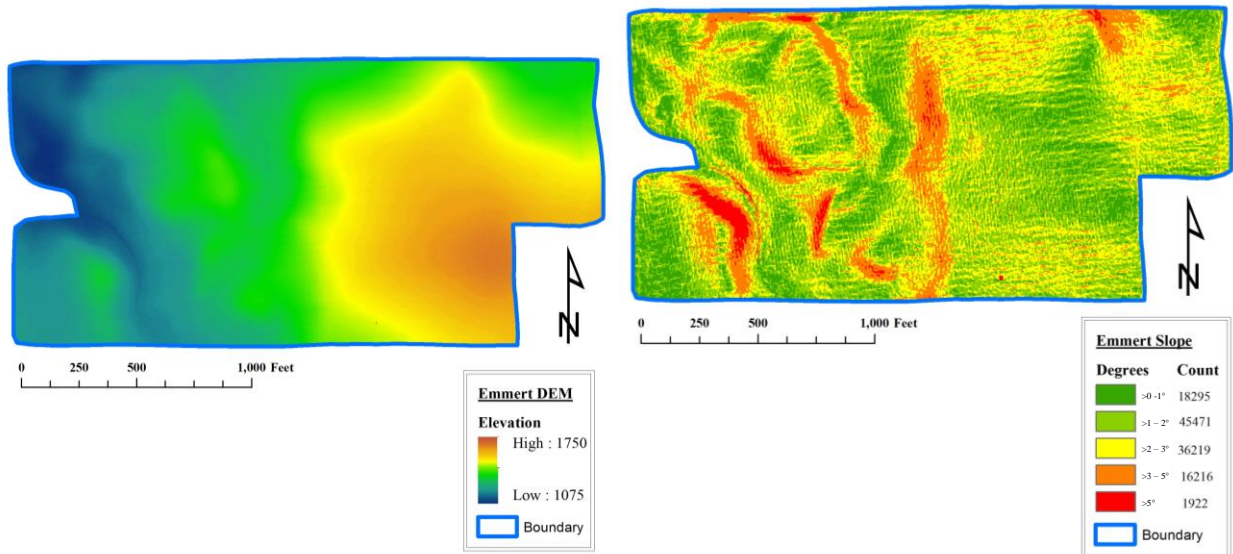 N
0 250 500 1,000 Feet
Emmert DEM
Elevation
High : 1750
Low : 1075
Boundary
N
0 250 500 1,000 Feet
Emmert Slope
Degrees Count
>0 -1° 18295
>1 – 2° 45471
>2 – 3° 36219
>3 – 5° 16216
>5° 1922
Boundary